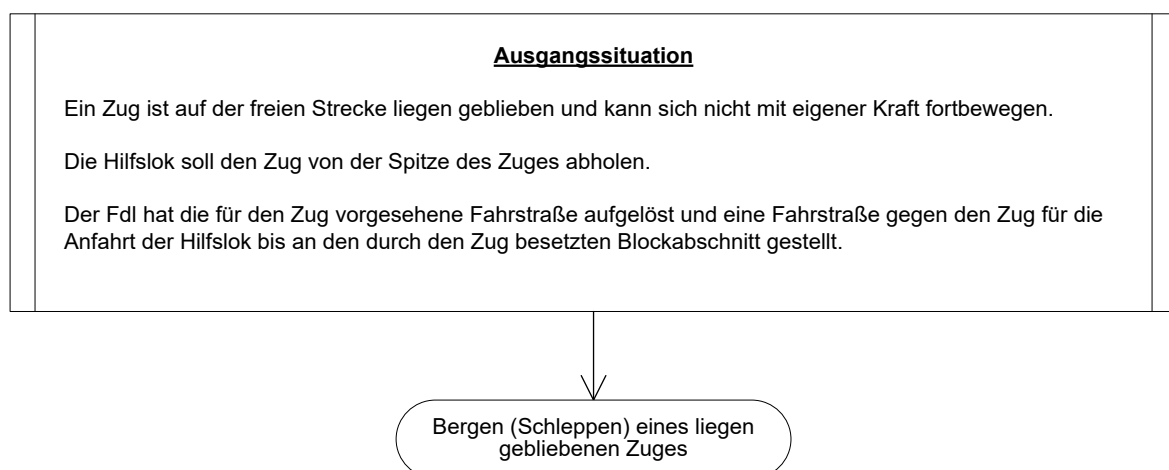 Ausgangssituation
Ein Zug ist auf der freien Strecke liegen geblieben und kann sich nicht mit eigener Kraft fortbewegen.
Die Hilfslok soll den Zug von der Spitze des Zuges abholen.
Der Fdl hat die für den Zug vorgesehene Fahrstraße aufgelöst und eine Fahrstraße gegen den Zug für die
Anfahrt der Hilfslok bis an den durch den Zug besetzten Blockabschnitt gestellt.
Bergen (Schleppen) eines liegen
gebliebenen Zuges